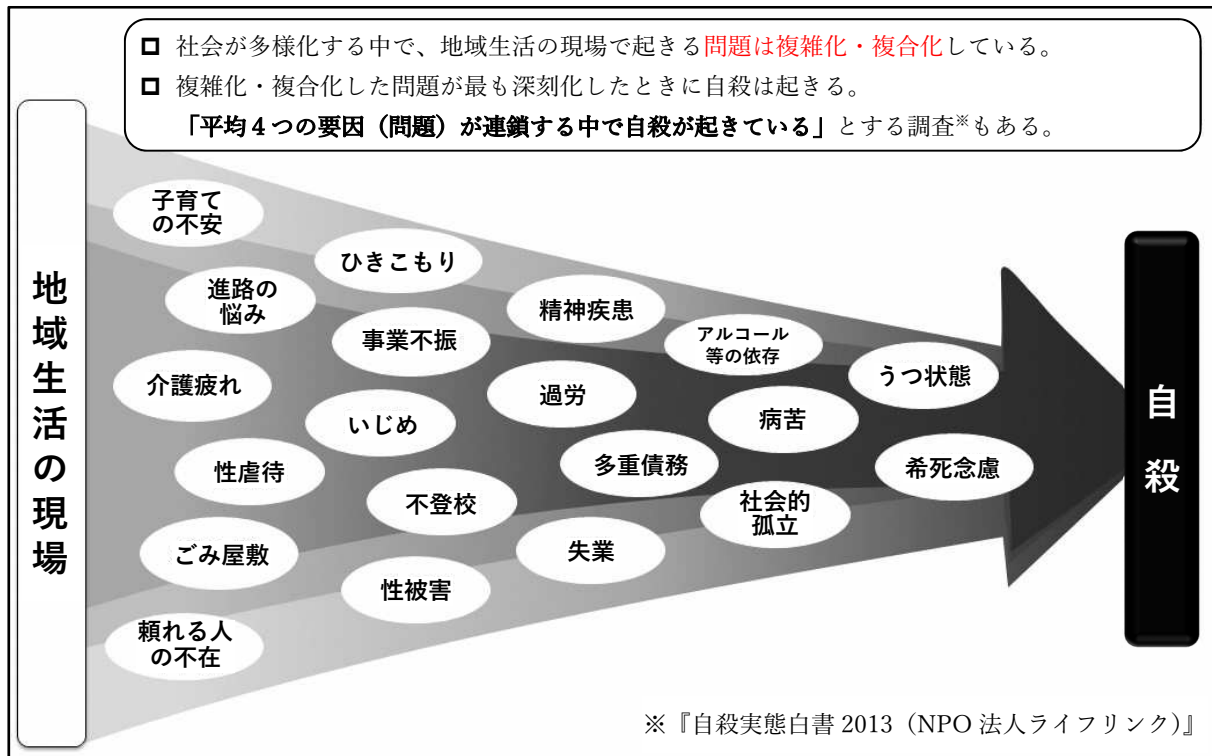 □ 社会が多様化する中で、地域生活の現場で起きる問題は複雑化・複合化している。
□ 複雑化・複合化した問題が最も深刻化したときに自殺は起きる。
「平均４つの要因（問題）が連鎖する中で自殺が起きている」とする調査※もある。
地域生活の現場
子育て
の不安
ひきこもり
進路の
悩み
精神疾患
事業不振
アルコール
等の依存
うつ状態
介護疲れ
過労
いじめ
病苦
性虐待
多重債務
希死念慮
不登校
社会的
孤立
ごみ屋敷
失業
性被害
頼れる人
の不在
自殺
※『自殺実態白書 2013（NPO 法人ライフリンク）』